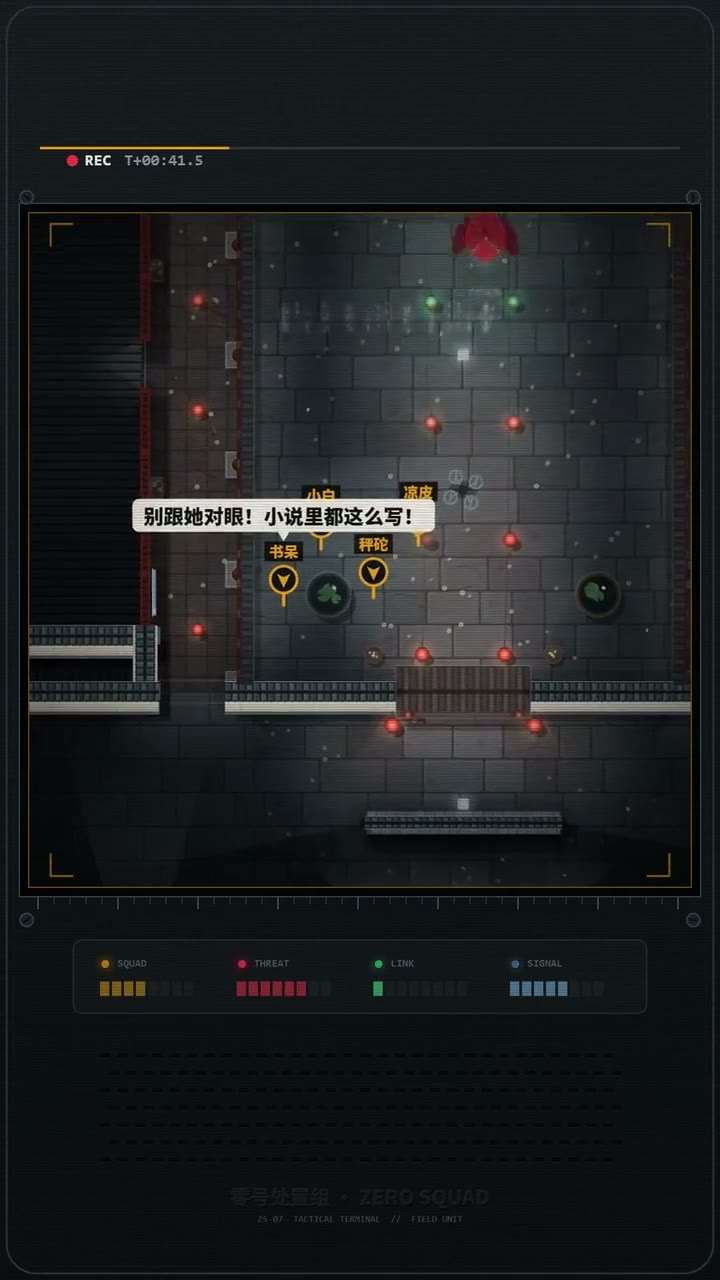 REC T+00:41.5
小白
凉皮
别跟她对眼！小说里都这么写！
书呆
秤砣
SQUAD
THREAT
LINK
SIGNAL
零号处置组 · ZERO SQUAD
ZS-07 TACTICAL TERMINAL // FIELD UNIT